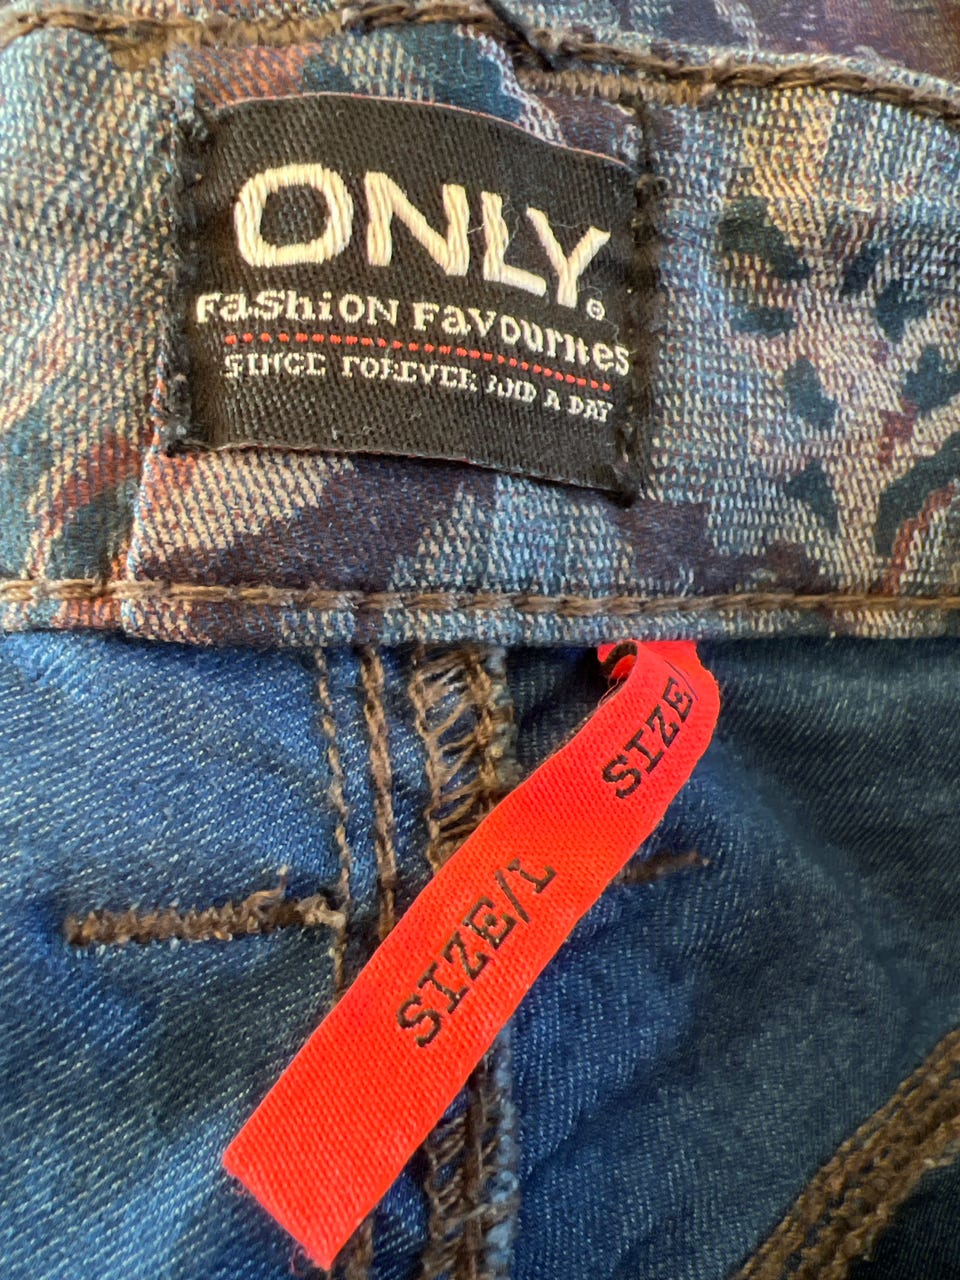 ONLY®
Fashion Favourites
SINCE FOREVER AND A DAY
SIZE
SIZE/L